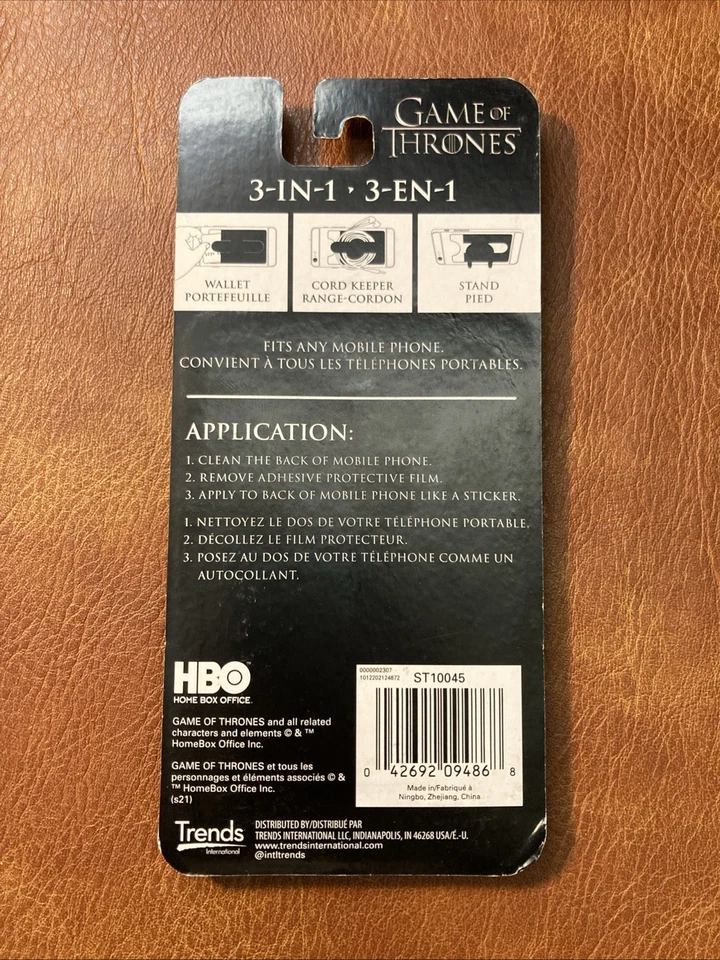 GAME OF
THRONES
3-IN-1 • 3-EN-1
WALLET
PORTEFEUILLE
CORD KEEPER
RANGE-CORDON
STAND
PIED
FITS ANY MOBILE PHONE.
CONVIENT À TOUS LES TÉLÉPHONES PORTABLES.
APPLICATION:
1. CLEAN THE BACK OF MOBILE PHONE.
2. REMOVE ADHESIVE PROTECTIVE FILM.
3. APPLY TO BACK OF MOBILE PHONE LIKE A STICKER.
1. NETTOYEZ LE DOS DE VOTRE TÉLÉPHONE PORTABLE.
2. DÉCOLLEZ LE FILM PROTECTEUR.
3. POSEZ AU DOS DE VOTRE TÉLÉPHONE COMME UN
AUTOCOLLANT.
HBO
HOME BOX OFFICE™
GAME OF THRONES and all related
characters and elements © & ™
HomeBox Office Inc.
GAME OF THRONES et tous les
personnages et éléments associés © &
™ HomeBox Office Inc.
(s21)
0000002307
1012202124872
ST10045
0 42692 09486 8
Made in/Fabriqué à
Ningbo, Zhejiang, China
Trends
International
DISTRIBUTED BY/DISTRIBUÉ PAR
TRENDS INTERNATIONAL LLC, INDIANAPOLIS, IN 46268 USA/É.-U.
www.trendsinternational.com
@intltrends